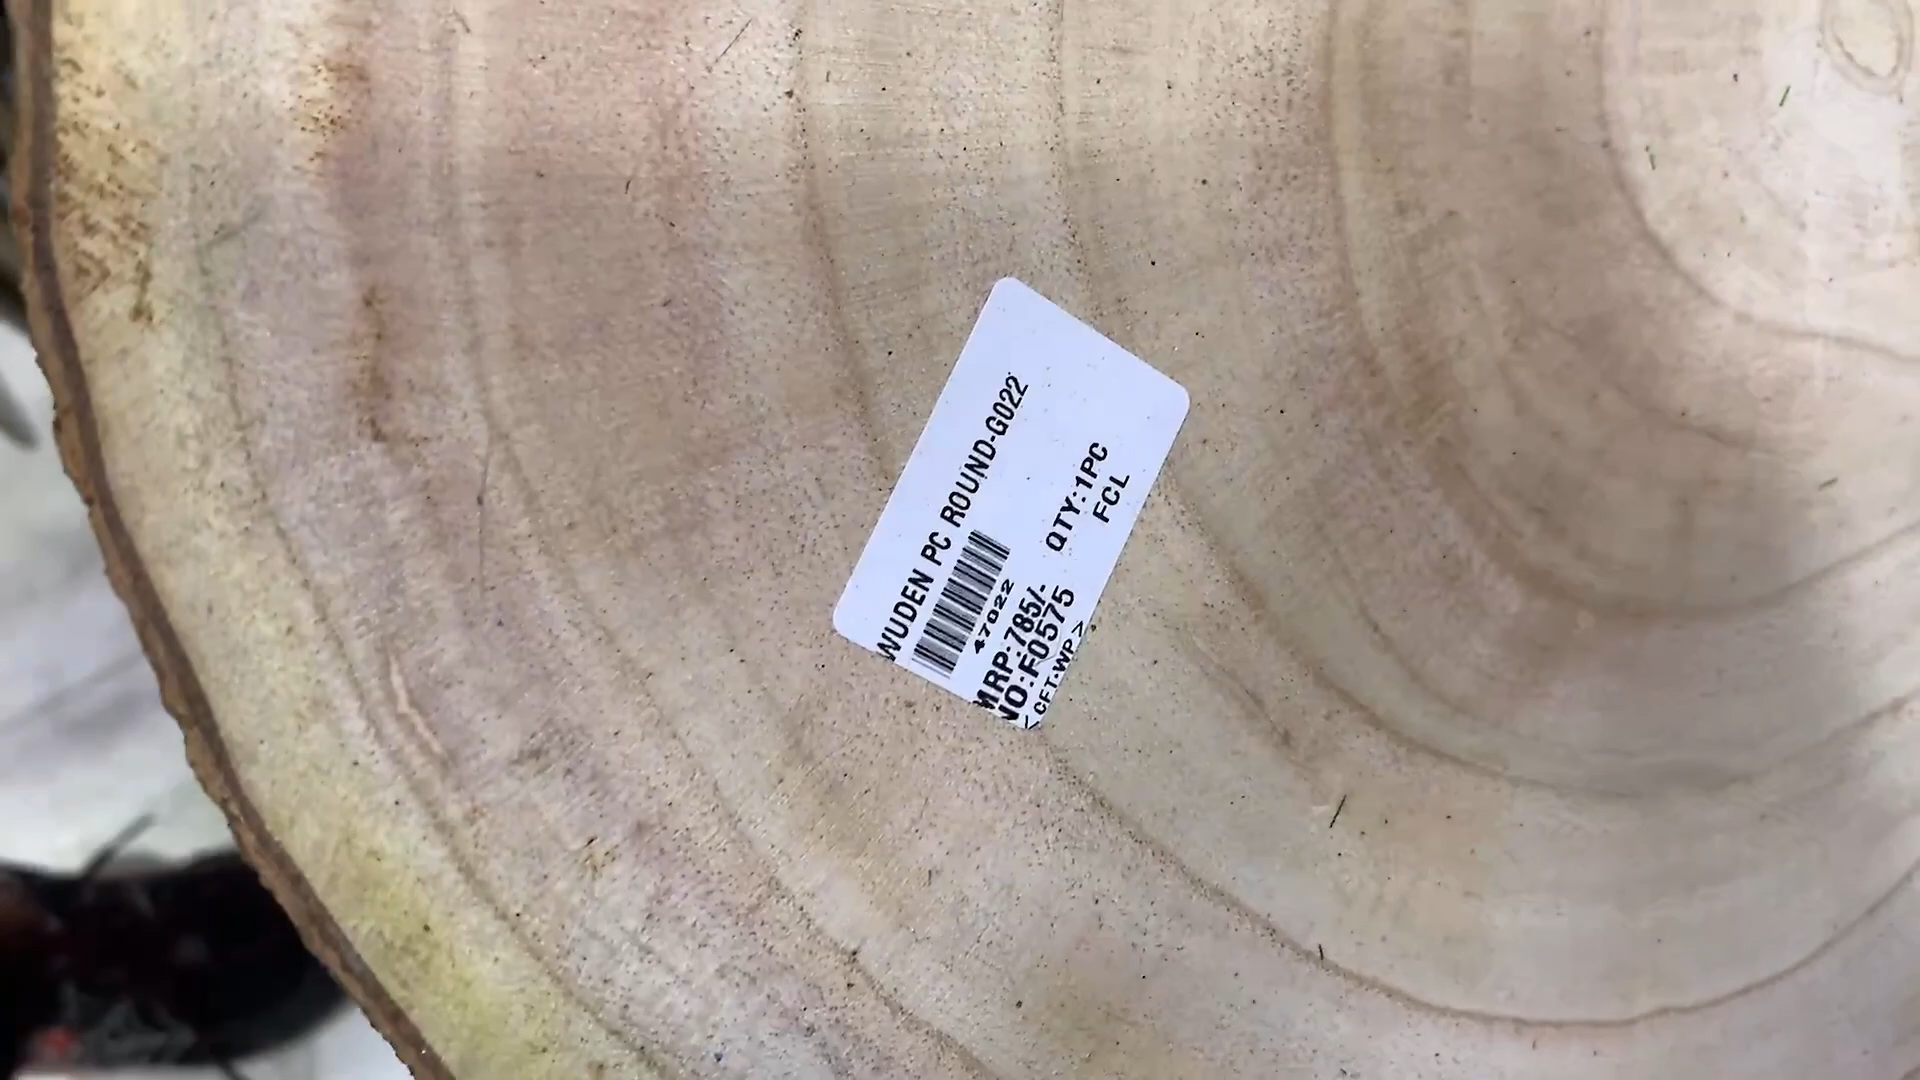 WUDEN PC ROUND-G022
47022
MRP:785/- QTY:1PC
NO:F0575 FCL
<CFT-WP>